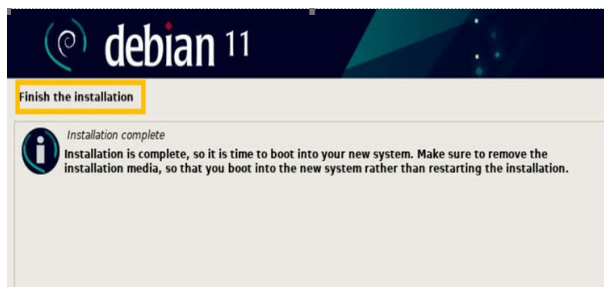 debian 11
Finish the installation
Installation complete
Installation is complete, so it is time to boot into your new system. Make sure to remove the
installation media, so that you boot into the new system rather than restarting the installation.